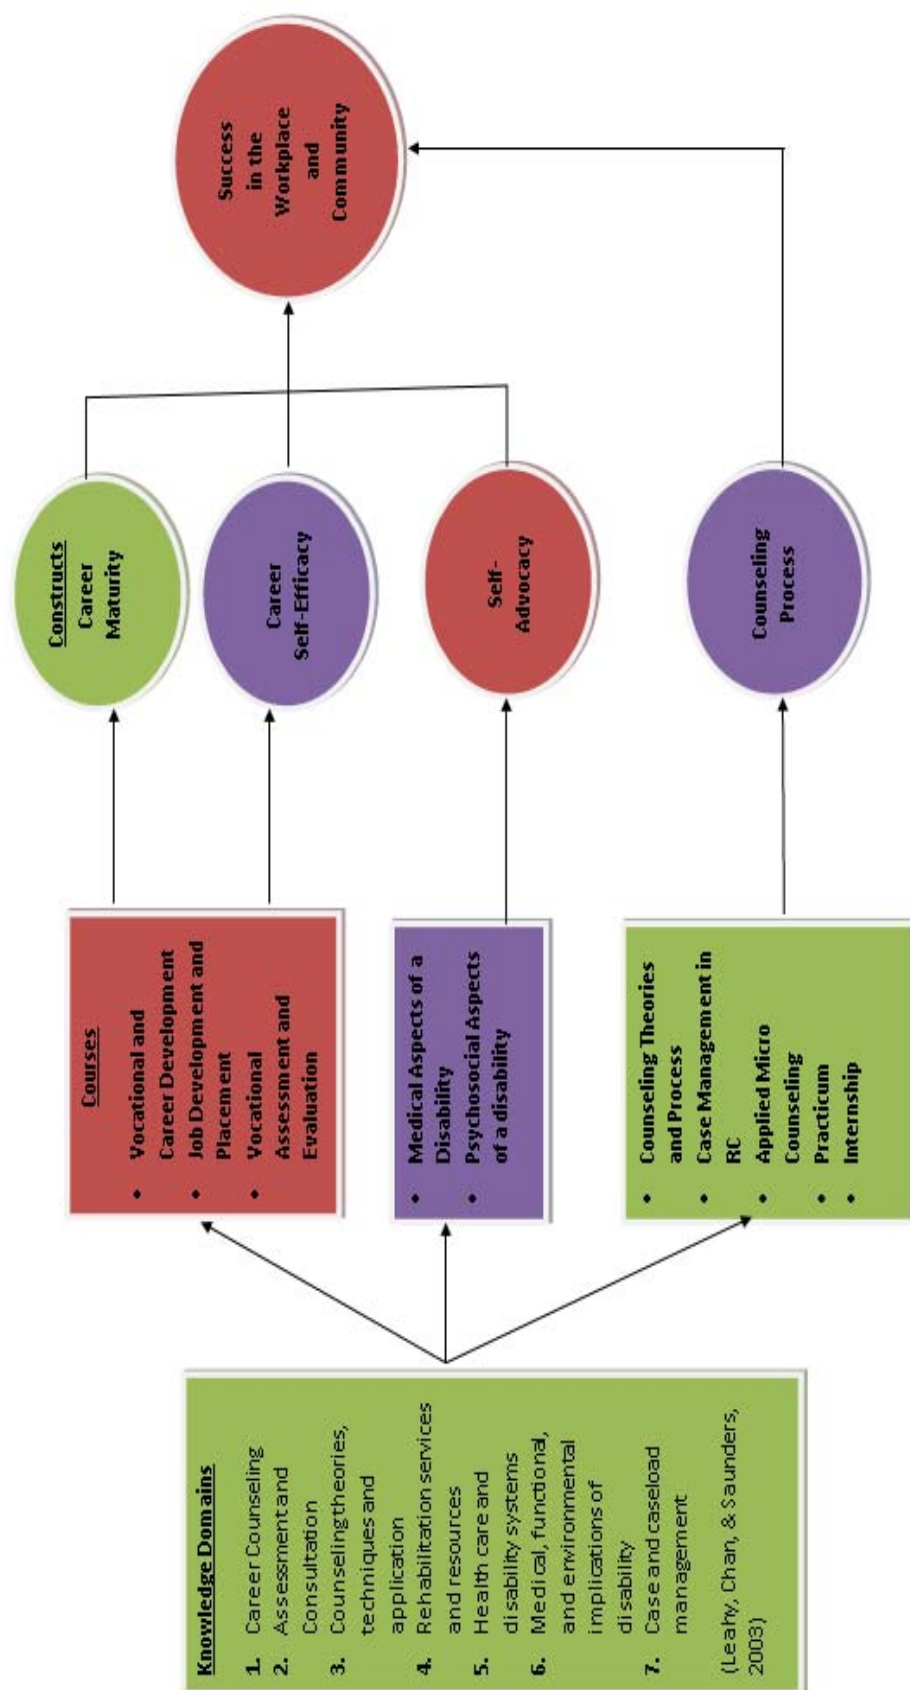 Knowledge Domains
1. Career Counseling
2. Assessment and
Consultation
3. Counseling theories,
techniques and
application
4. Rehabilitation services
and resources
5. Health care and
disability systems
6. Medical, functional,
and environmental
implications of
disability
7. Case and caseload
management
(Leahy, Chan, & Saunders,
2003)
Courses
• Vocational and
Career Development
• Job Development and
Placement
• Vocational
Assessment and
Evaluation
• Medical Aspects of a
Disability
• Psychosocial Aspects
of a disability
• Counseling Theories
and Process
• Case Management in
RC
• Applied Micro
Counseling
• Practicum
• Internship
Constructs
Career
Maturity
Career
Self-Efficacy
Self-
Advocacy
Counseling
Process
Success
in the
Workplace
and
Community